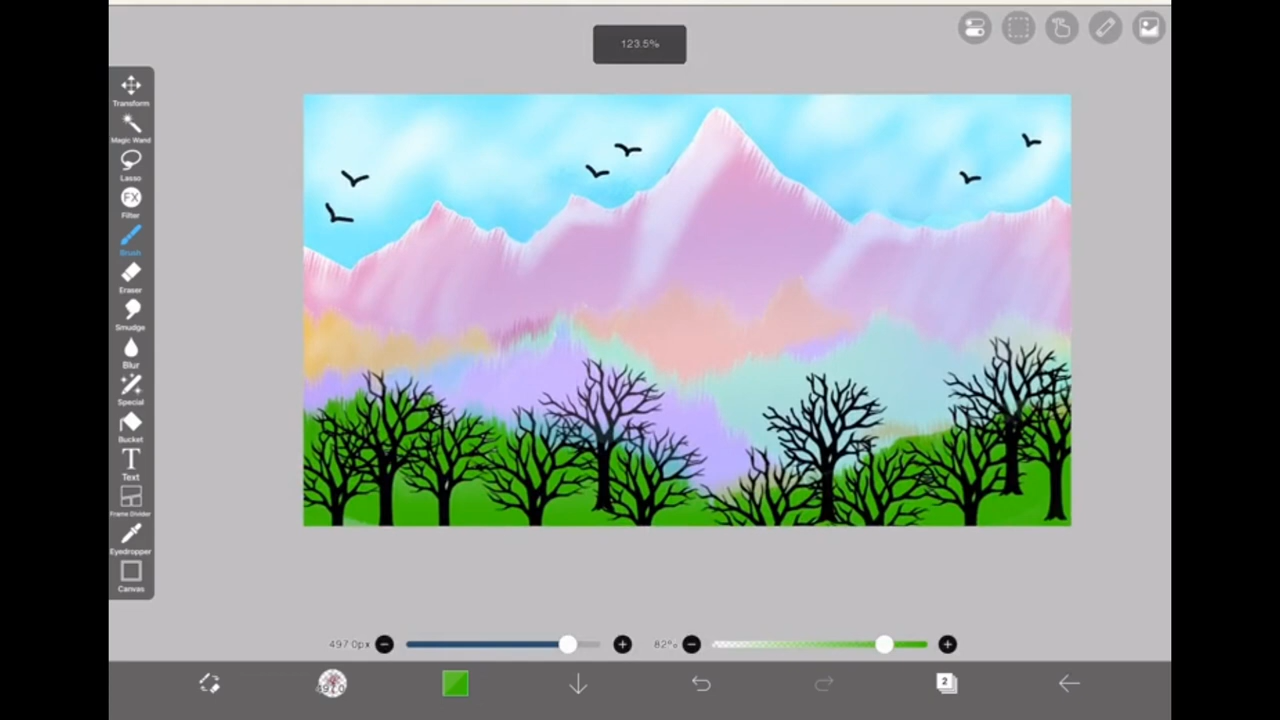 123.5%
Transform
Magic Wand
Lasso
FX
Filter
Brush
Eraser
Smudge
Blur
Special
Bucket
T
Text
Frame Divider
Eyedropper
Canvas
497.0px
82%
2